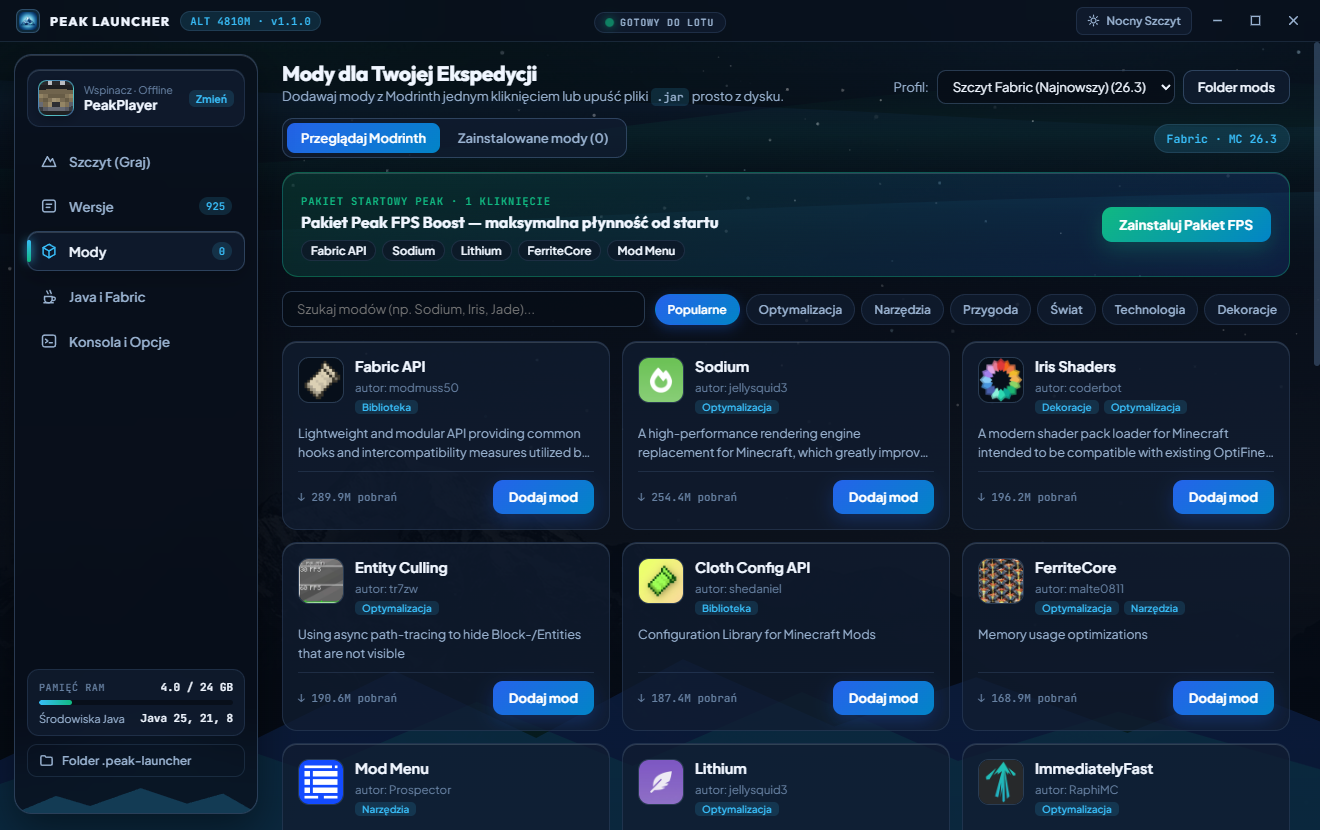 PEAK LAUNCHER
ALT 4810M · v1.1.0
GOTOWY DO LOTU
Nocny Szczyt
Wspinacz · Offline
PeakPlayer
Zmień
Szczyt (Graj)
Wersje
925
Mody
0
Java i Fabric
Konsola i Opcje
PAMIĘĆ RAM
4.0 / 24 GB
Środowiska Java
Java 25, 21, 8
Folder .peak-launcher
Mody dla Twojej Ekspedycji
Dodawaj mody z Modrinth jednym kliknięciem lub upuść pliki .jar prosto z dysku.
Profil:
Szczyt Fabric (Najnowszy) (26.3)
Folder mods
Przeglądaj Modrinth
Zainstalowane mody (0)
Fabric · MC 26.3
PAKIET STARTOWY PEAK · 1 KLIKNIĘCIE
Pakiet Peak FPS Boost — maksymalna płynność od startu
Fabric API
Sodium
Lithium
FerriteCore
Mod Menu
Zainstaluj Pakiet FPS
Szukaj modów (np. Sodium, Iris, Jade)...
Popularne
Optymalizacja
Narzędzia
Przygoda
Świat
Technologia
Dekoracje
Fabric API
autor: modmuss50
Biblioteka
Lightweight and modular API providing common
hooks and intercompatibility measures utilized b...
↓ 289.9M pobrań
Dodaj mod
Sodium
autor: jellysquid3
Optymalizacja
A high-performance rendering engine
replacement for Minecraft, which greatly improv...
↓ 254.4M pobrań
Dodaj mod
Iris Shaders
autor: coderbot
Dekoracje
Optymalizacja
A modern shader pack loader for Minecraft
intended to be compatible with existing OptiFine...
↓ 196.2M pobrań
Dodaj mod
Entity Culling
autor: tr7zw
Optymalizacja
Using async path-tracing to hide Block-/Entities
that are not visible
↓ 190.6M pobrań
Dodaj mod
Cloth Config API
autor: shedaniel
Biblioteka
Configuration Library for Minecraft Mods
↓ 187.4M pobrań
Dodaj mod
FerriteCore
autor: malte0811
Optymalizacja
Narzędzia
Memory usage optimizations
↓ 168.9M pobrań
Dodaj mod
Mod Menu
autor: Prospector
Narzędzia
Lithium
autor: jellysquid3
Optymalizacja
ImmediatelyFast
autor: RaphiMC
Optymalizacja